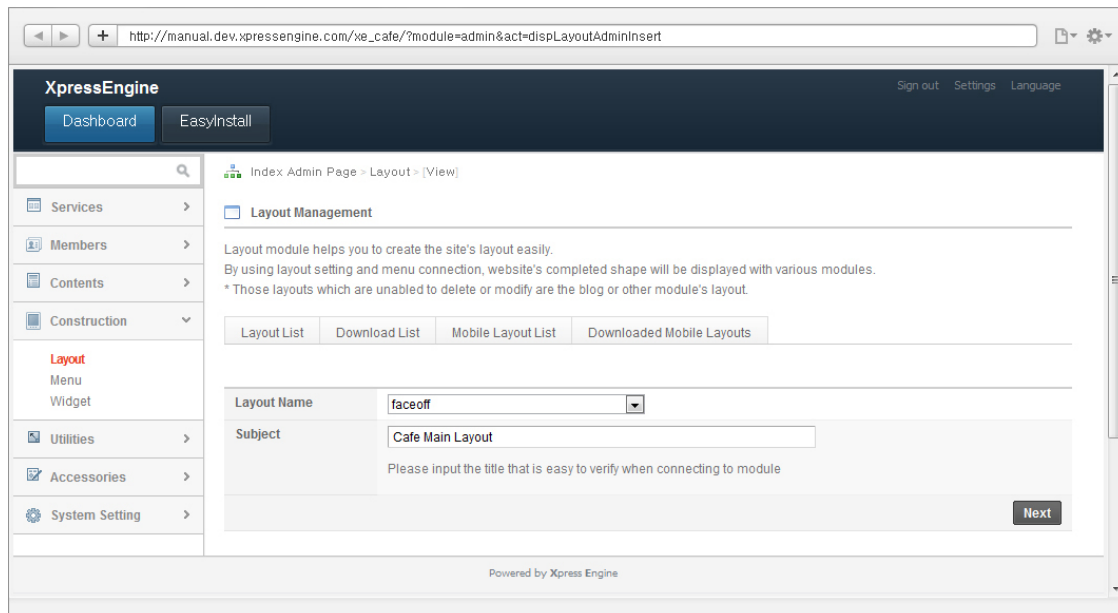 http://manual.dev.xpressengine.com/xe_cafe/?module=admin&act=dispLayoutAdminInsert
XpressEngine
Sign out Settings Language
Dashboard EasyInstall
Index Admin Page > Layout > [View]
Services
Layout Management
Members
Layout module helps you to create the site's layout easily.
By using layout setting and menu connection, website's completed shape will be displayed with various modules.
Contents
* Those layouts which are unabled to delete or modify are the blog or other module's layout.
Construction
Layout List Download List Mobile Layout List Downloaded Mobile Layouts
Layout
Menu
Widget
Layout Name faceoff
Subject Cafe Main Layout
Utilities
Please input the title that is easy to verify when connecting to module
Accessories
System Setting
Next
Powered by Xpress Engine